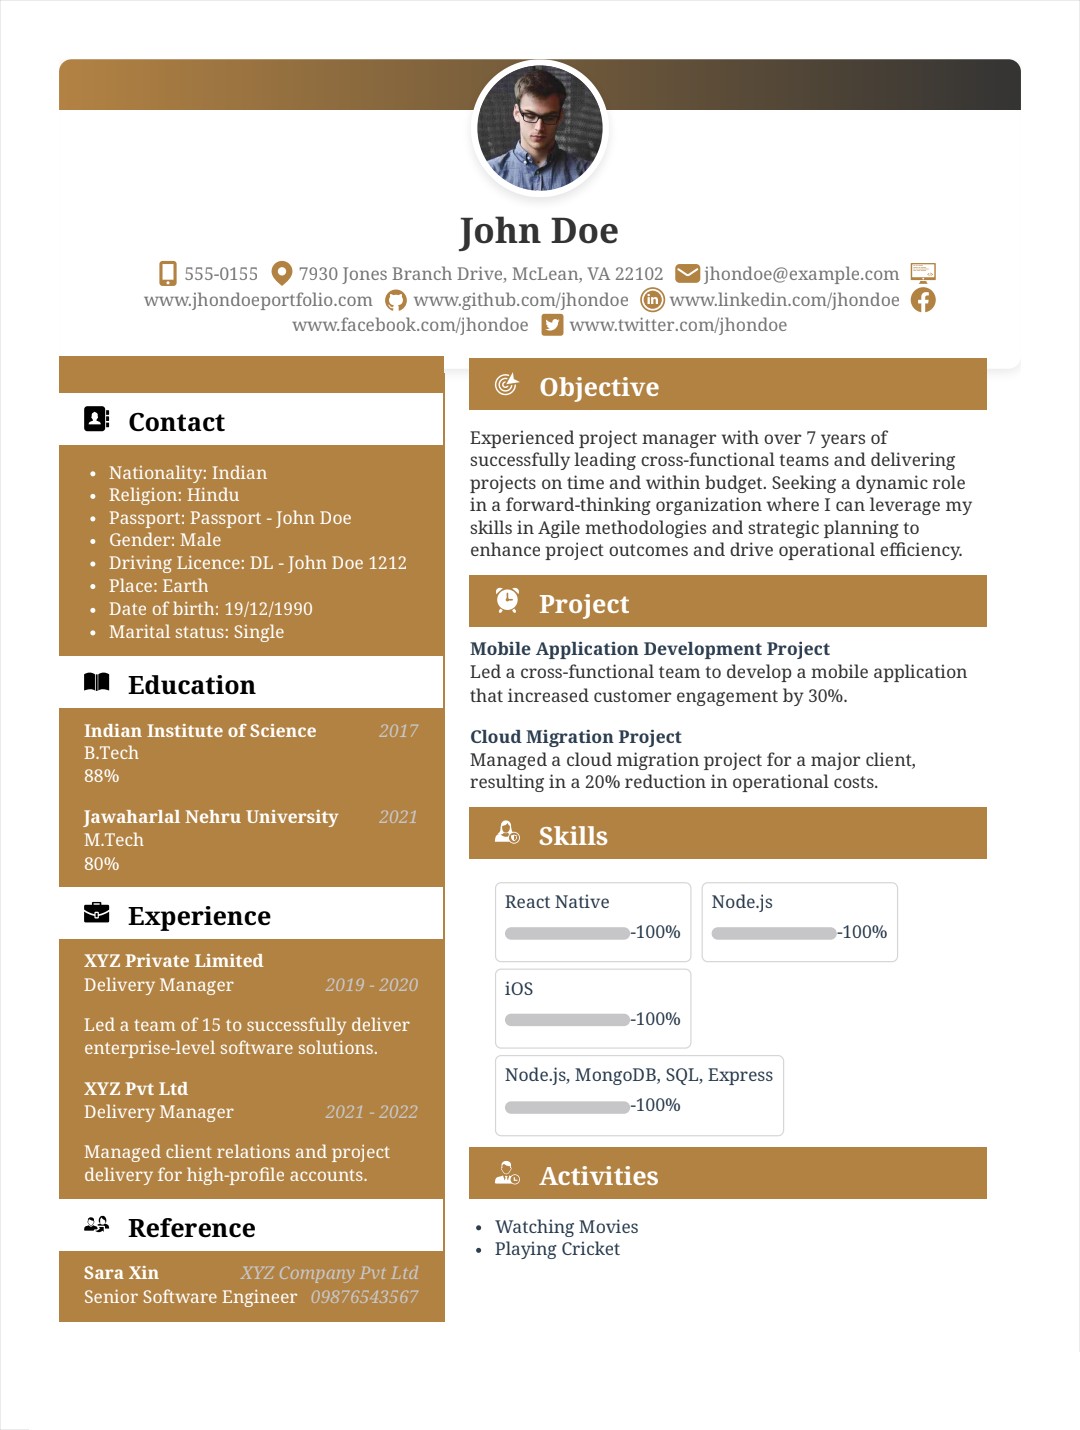 John Doe
555-0155 7930 Jones Branch Drive, McLean, VA 22102 jhondoe@example.com
www.jhondoeportfolio.com www.github.com/jhondoe www.linkedin.com/jhondoe
www.facebook.com/jhondoe www.twitter.com/jhondoe
Contact
• Nationality: Indian
• Religion: Hindu
• Passport: Passport - John Doe
• Gender: Male
• Driving Licence: DL - John Doe 1212
• Place: Earth
• Date of birth: 19/12/1990
• Marital status: Single
Education
Indian Institute of Science 2017
B.Tech
88%
Jawaharlal Nehru University 2021
M.Tech
80%
Experience
XYZ Private Limited
Delivery Manager 2019 - 2020
Led a team of 15 to successfully deliver
enterprise-level software solutions.
XYZ Pvt Ltd
Delivery Manager 2021 - 2022
Managed client relations and project
delivery for high-profile accounts.
Reference
Sara Xin XYZ Company Pvt Ltd
Senior Software Engineer 09876543567
Objective
Experienced project manager with over 7 years of
successfully leading cross-functional teams and delivering
projects on time and within budget. Seeking a dynamic role
in a forward-thinking organization where I can leverage my
skills in Agile methodologies and strategic planning to
enhance project outcomes and drive operational efficiency.
Project
Mobile Application Development Project
Led a cross-functional team to develop a mobile application
that increased customer engagement by 30%.
Cloud Migration Project
Managed a cloud migration project for a major client,
resulting in a 20% reduction in operational costs.
Skills
React Native
-100%
Node.js
-100%
iOS
-100%
Node.js, MongoDB, SQL, Express
-100%
Activities
• Watching Movies
• Playing Cricket